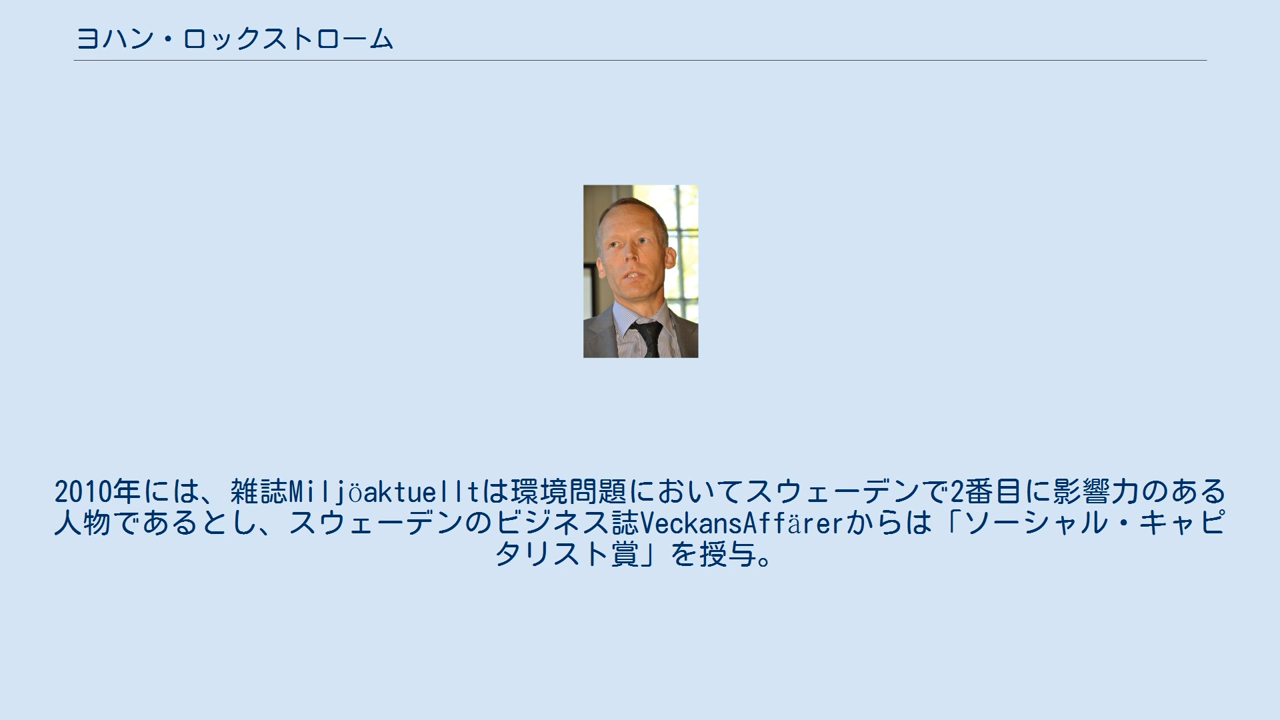 ヨハン・ロックストローム
2010年には、雑誌Miljöaktuelltは環境問題においてスウェーデンで2番目に影響力のある
人物であるとし、スウェーデンのビジネス誌VeckansAffärerからは「ソーシャル・キャピ
タリスト賞」を授与。